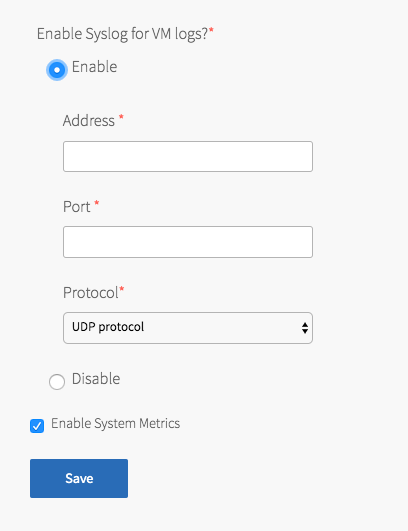 Enable Syslog for VM logs?*
Enable
Address *
Port *
Protocol*
UDP protocol
Disable
Enable System Metrics
Save